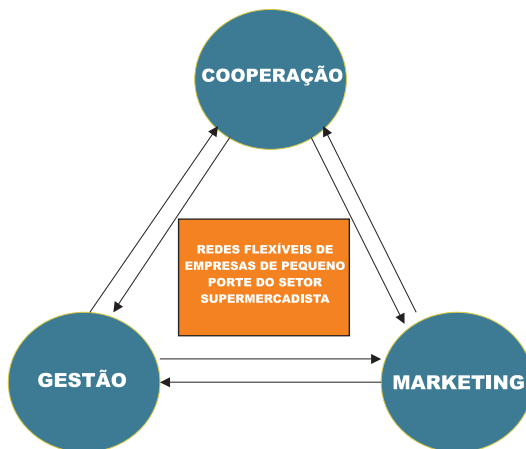 COOPERAÇÃO
REDES FLEXÍVEIS DE
EMPRESAS DE PEQUENO
PORTE DO SETOR
SUPERMERCADISTA
GESTÃO
MARKETING